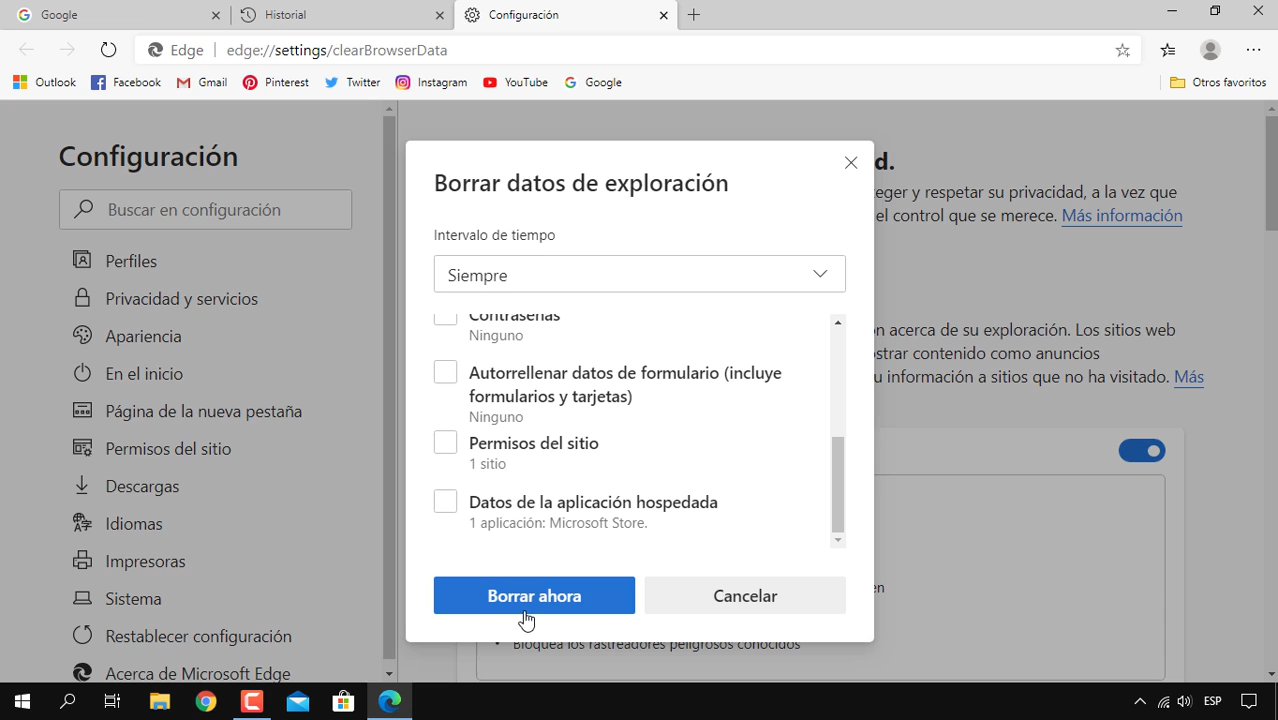 Google
Historial
Configuración
Edge
edge://settings/clearBrowserData
Outlook
Facebook
Gmail
Pinterest
Twitter
Instagram
YouTube
Google
Otros favoritos
Configuración
Buscar en configuración
Perfiles
Privacidad y servicios
Apariencia
En el inicio
Página de la nueva pestaña
Permisos del sitio
Descargas
Idiomas
Impresoras
Sistema
Restablecer configuración
Acerca de Microsoft Edge
d.
eger y respetar su privacidad, a la vez que
el control que se merece. Más información
n acerca de su exploración. Los sitios web
ostrar contenido como anuncios
u información a sitios que no ha visitado. Más
en
Bloquea los rastreadores peligrosos conocidos
Borrar datos de exploración
Intervalo de tiempo
Siempre
Contraseñas
Ninguno
Autorrellenar datos de formulario (incluye
formularios y tarjetas)
Ninguno
Permisos del sitio
1 sitio
Datos de la aplicación hospedada
1 aplicación: Microsoft Store.
Borrar ahora
Cancelar
ESP